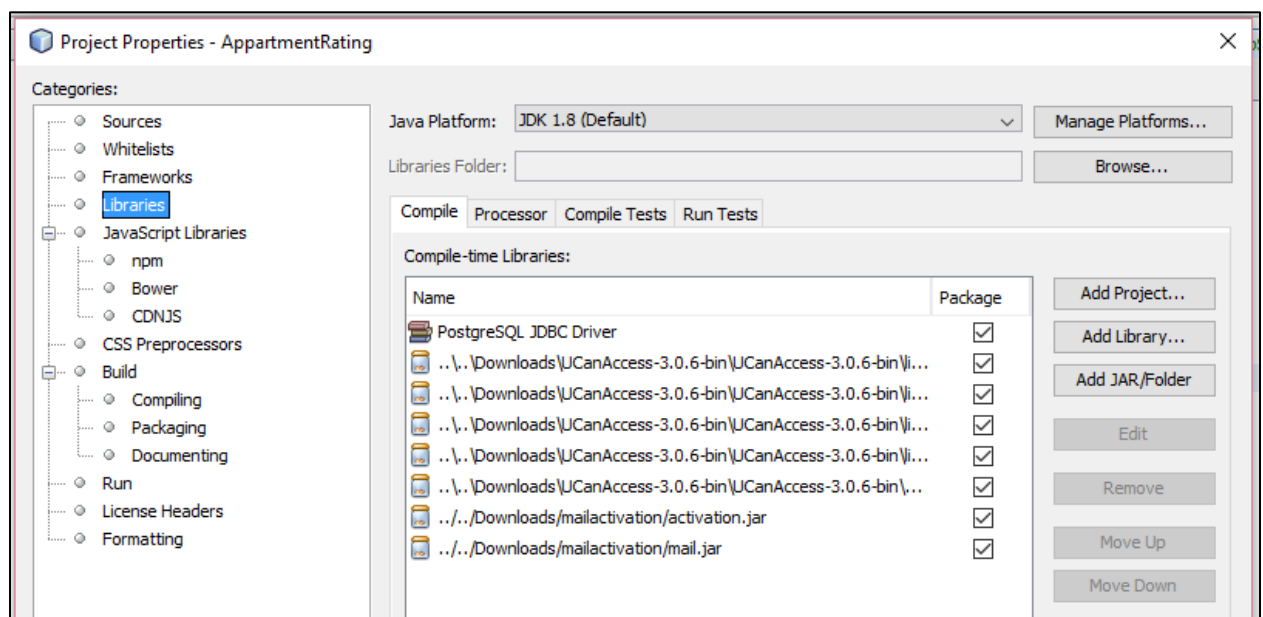 Project Properties - AppartmentRating
Categories:
Sources
Whitelists
Frameworks
Libraries
JavaScript Libraries
npm
Bower
CDNJS
CSS Preprocessors
Build
Compiling
Packaging
Documenting
Run
License Headers
Formatting
Java Platform: JDK 1.8 (Default) Manage Platforms...
Libraries Folder: Browse...
Compile Processor Compile Tests Run Tests
Compile-time Libraries:
Name Package
PostgreSQL JDBC Driver
..\..\Downloads\UCanAccess-3.0.6-bin\UCanAccess-3.0.6-bin\li...
..\..\Downloads\UCanAccess-3.0.6-bin\UCanAccess-3.0.6-bin\li...
..\..\Downloads\UCanAccess-3.0.6-bin\UCanAccess-3.0.6-bin\li...
..\..\Downloads\UCanAccess-3.0.6-bin\UCanAccess-3.0.6-bin\li...
..\..\Downloads\UCanAccess-3.0.6-bin\UCanAccess-3.0.6-bin\...
../../Downloads/mailactivation/activation.jar
../../Downloads/mailactivation/mail.jar
Add Project...
Add Library...
Add JAR/Folder
Edit
Remove
Move Up
Move Down